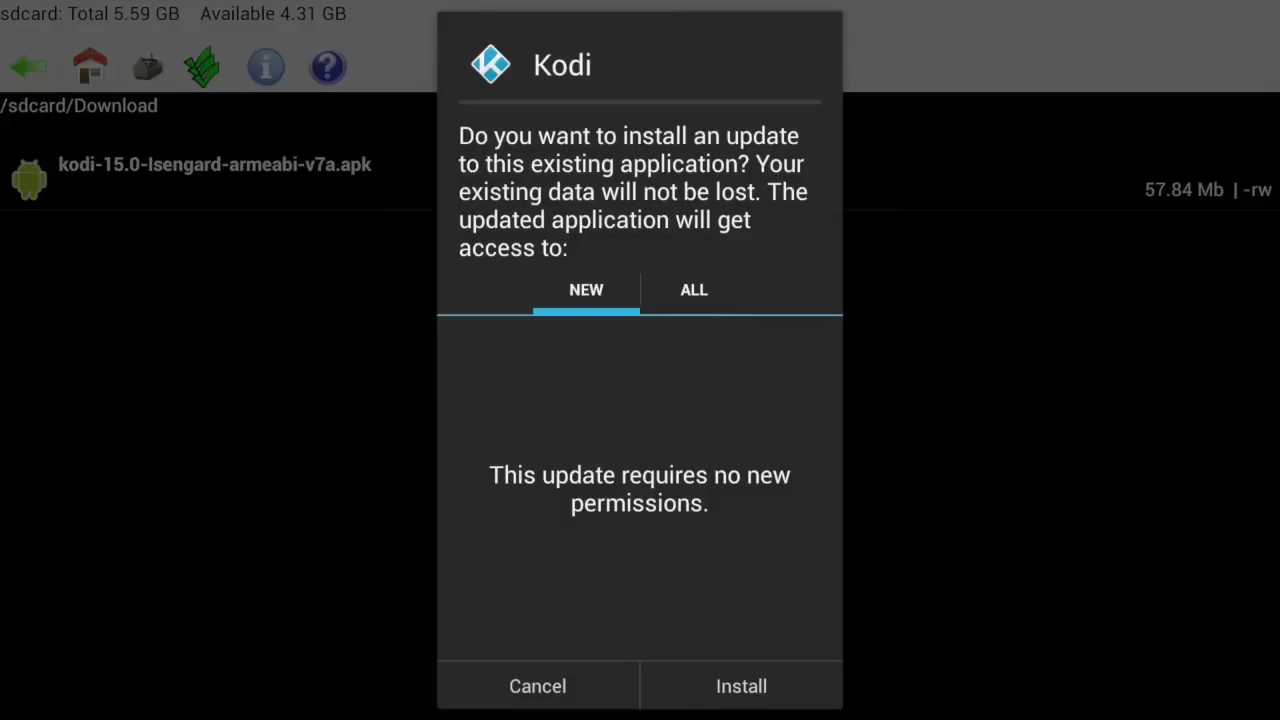 sdcard: Total 5.59 GB Available 4.31 GB
/sdcard/Download
kodi-15.0-Isengard-armeabi-v7a.apk
57.84 Mb | -rw
Kodi
Do you want to install an update
to this existing application? Your
existing data will not be lost. The
updated application will get
access to:
NEW ALL
This update requires no new
permissions.
Cancel Install